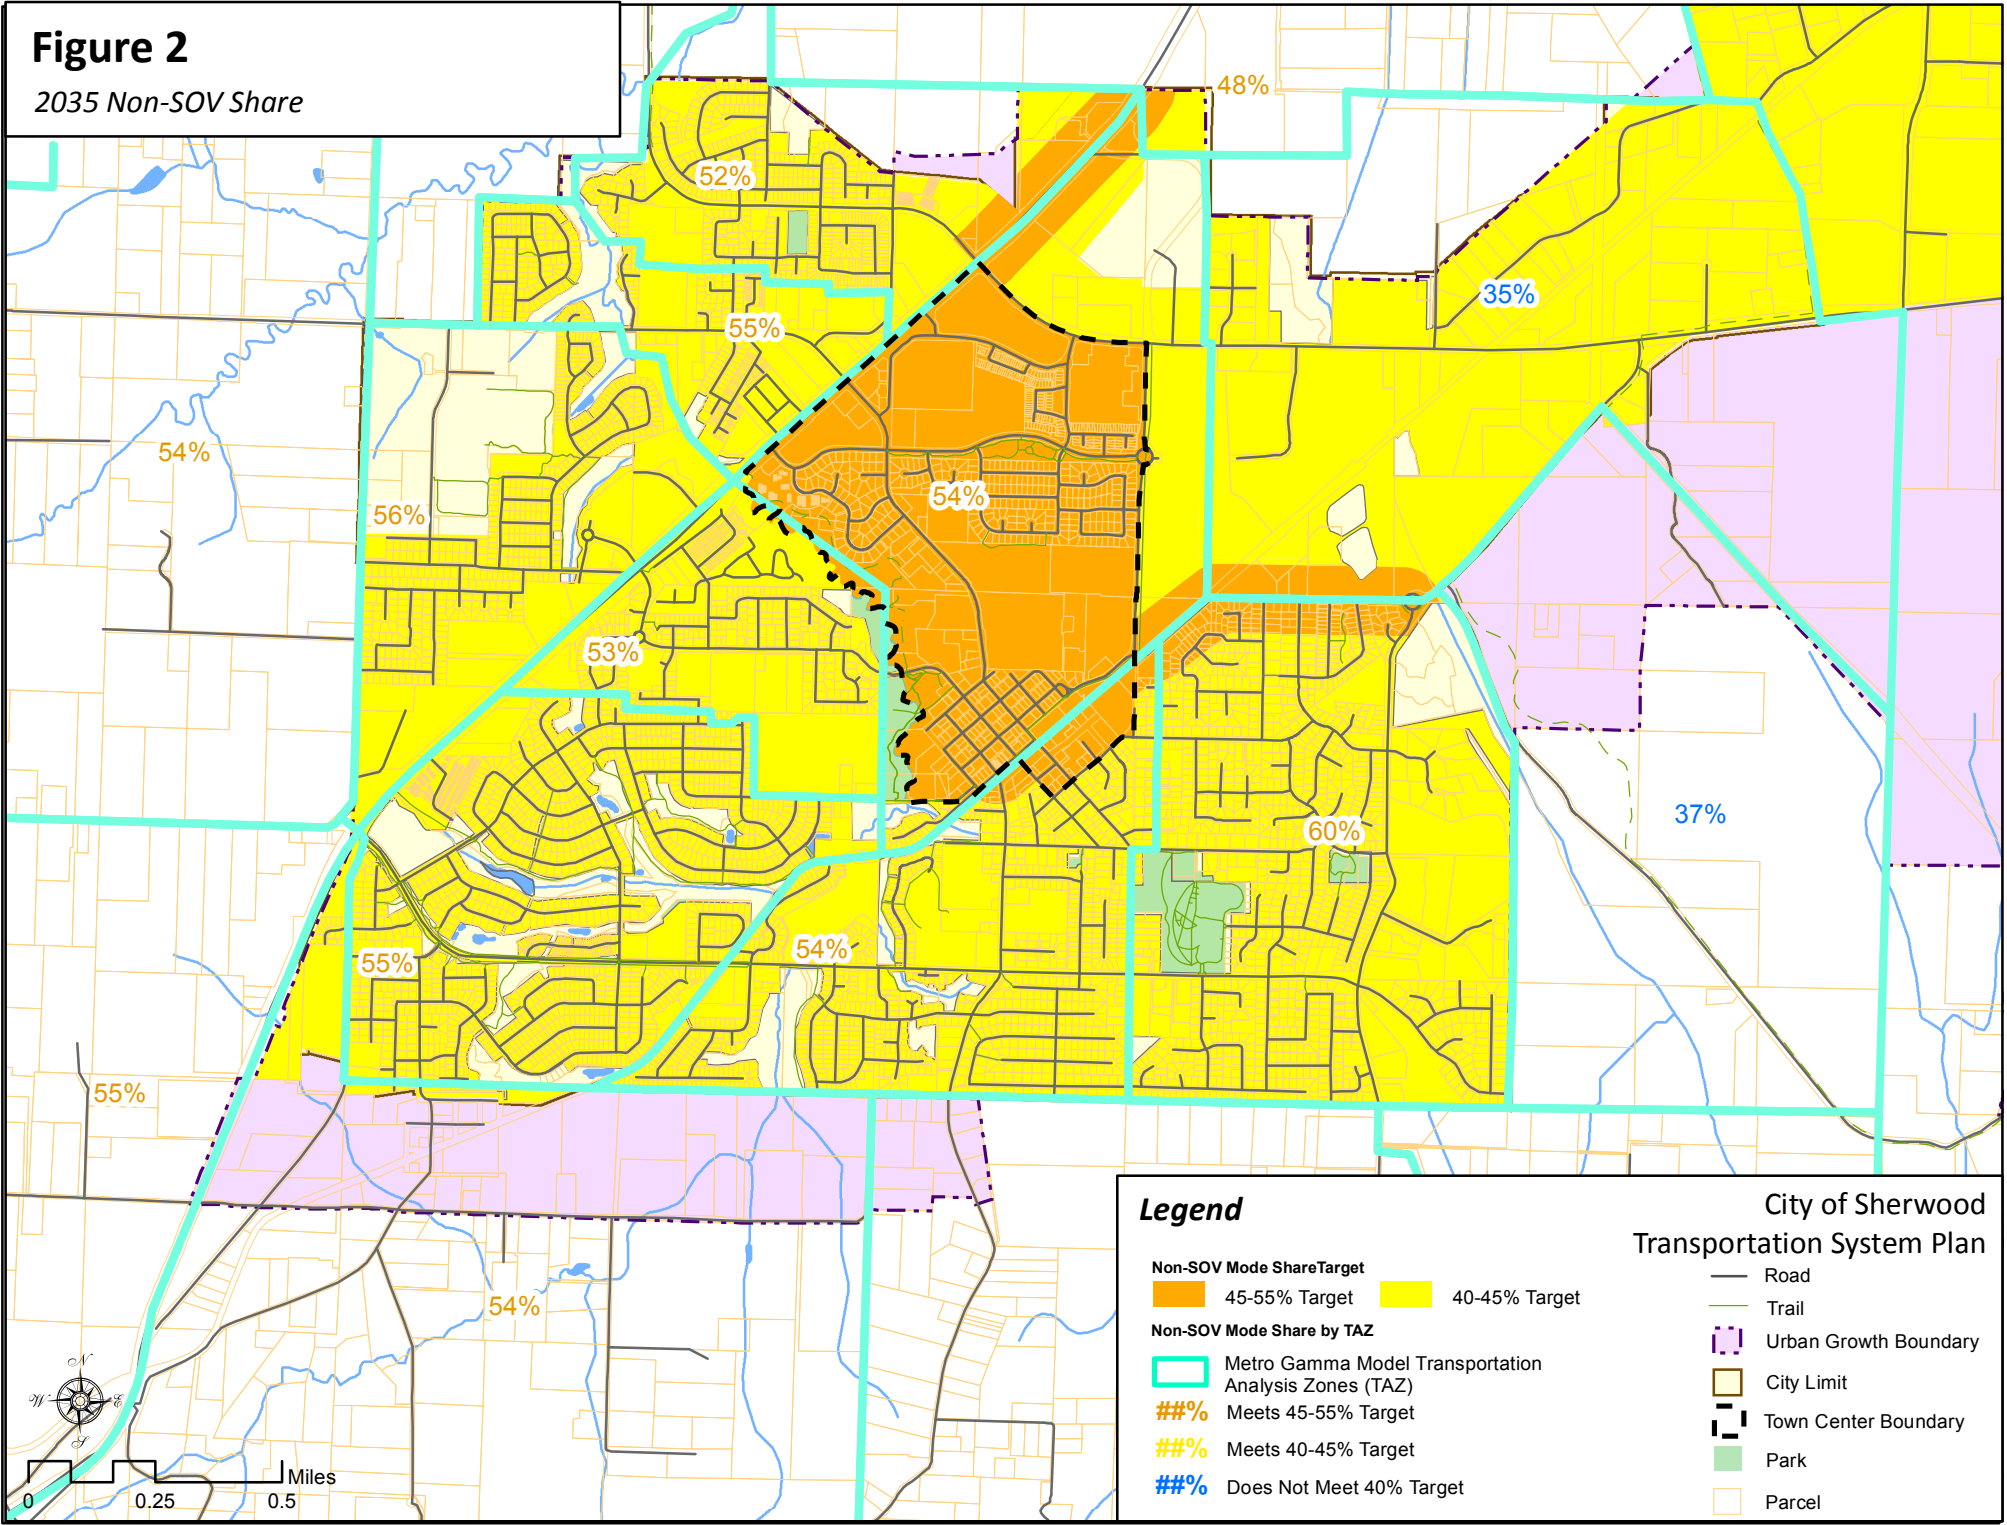 Figure 2
2035 Non-SOV Share
48%
52%
35%
55%
54%
56%
54%
53%
37%
60%
54%
55%
55%
54%
N
W
E
S
Miles
0
0.25
0.5
Legend
City of Sherwood
Transportation System Plan
Non-SOV Mode ShareTarget
45-55% Target
40-45% Target
Non-SOV Mode Share by TAZ
Metro Gamma Model Transportation
Analysis Zones (TAZ)
##% Meets 45-55% Target
##% Meets 40-45% Target
##% Does Not Meet 40% Target
Road
Trail
Urban Growth Boundary
City Limit
Town Center Boundary
Park
Parcel